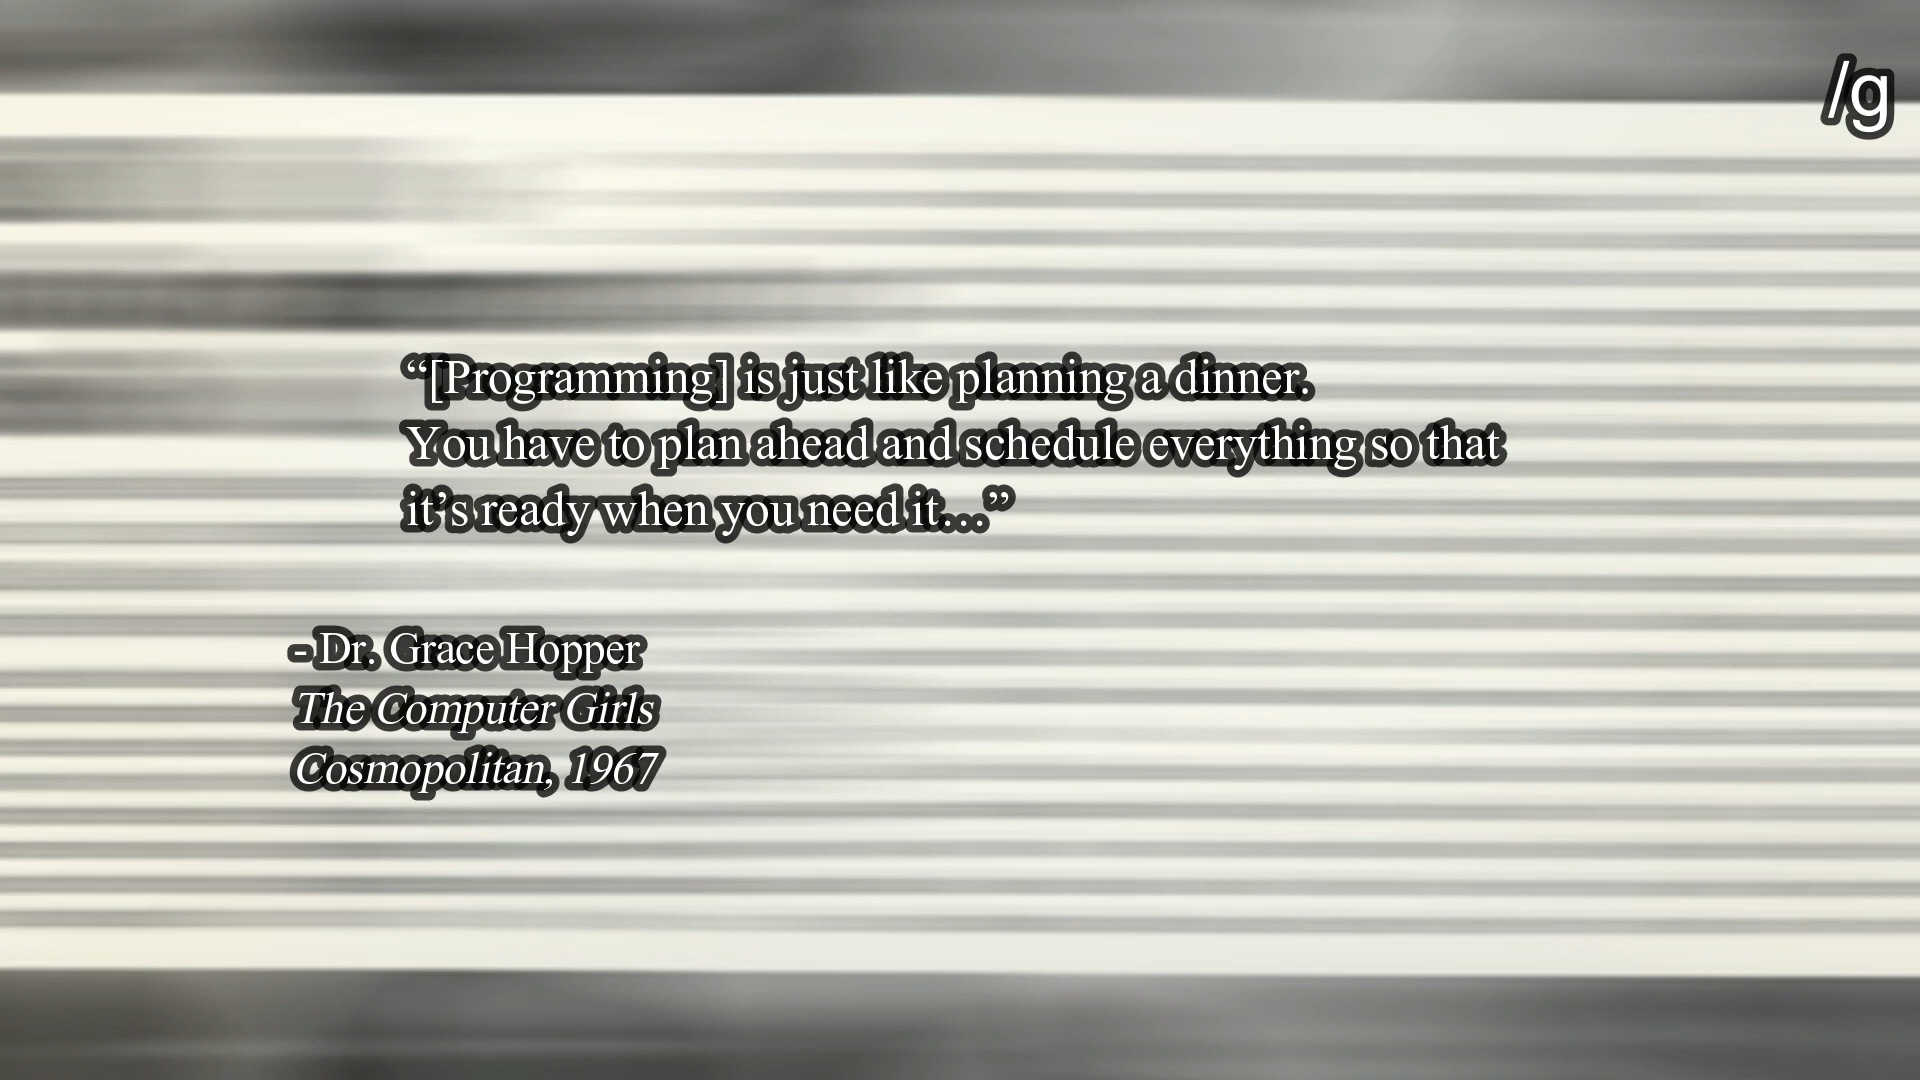 /g
“[Programming] is just like planning a dinner.
You have to plan ahead and schedule everything so that
it’s ready when you need it…”
- Dr. Grace Hopper
The Computer Girls
Cosmopolitan, 1967